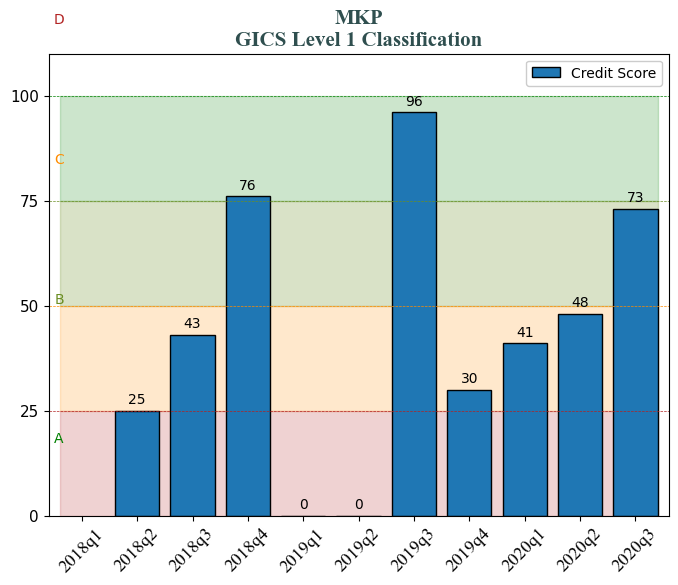 D
MKP
GICS Level 1 Classification
Credit Score
100
96
C
76
75
73
B
50
48
43
41
30
25
25
A
0
0
0
2018q1
2018q2
2018q3
2018q4
2019q1
2019q2
2019q3
2019q4
2020q1
2020q2
2020q3